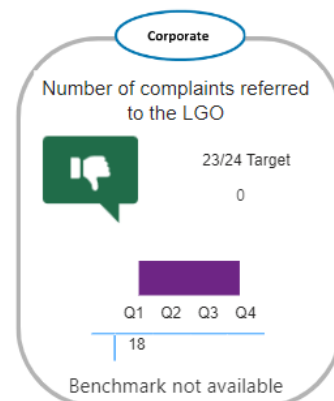 Corporate
Number of complaints referred
to the LGO
23/24 Target
0
Q1 Q2 Q3 Q4
18
Benchmark not available